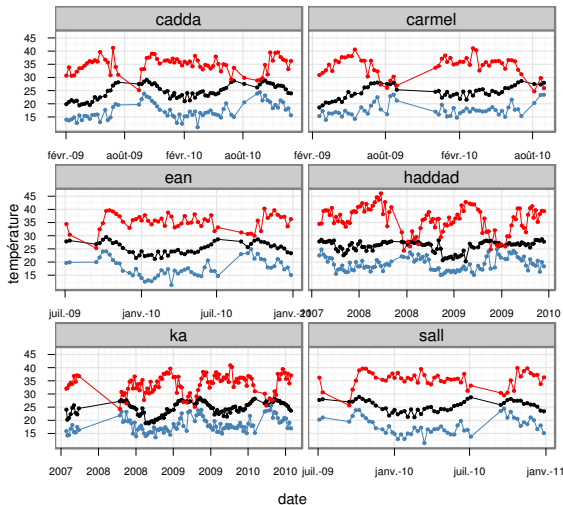 cadda
carmel
45
40
35
30
25
20
15
févr.-09
août-09
févr.-10
août-10
févr.-09
août-09
févr.-10
août-10
ean
haddad
température
45
40
35
30
25
20
15
juil.-09
janv.-10
juil.-10
janv.-11
2007
2008
2008
2009
2009
2010
ka
sall
45
40
35
30
25
20
15
2007
2008
2008
2009
2009
2010
2010
juil.-09
janv.-10
juil.-10
janv.-11
date